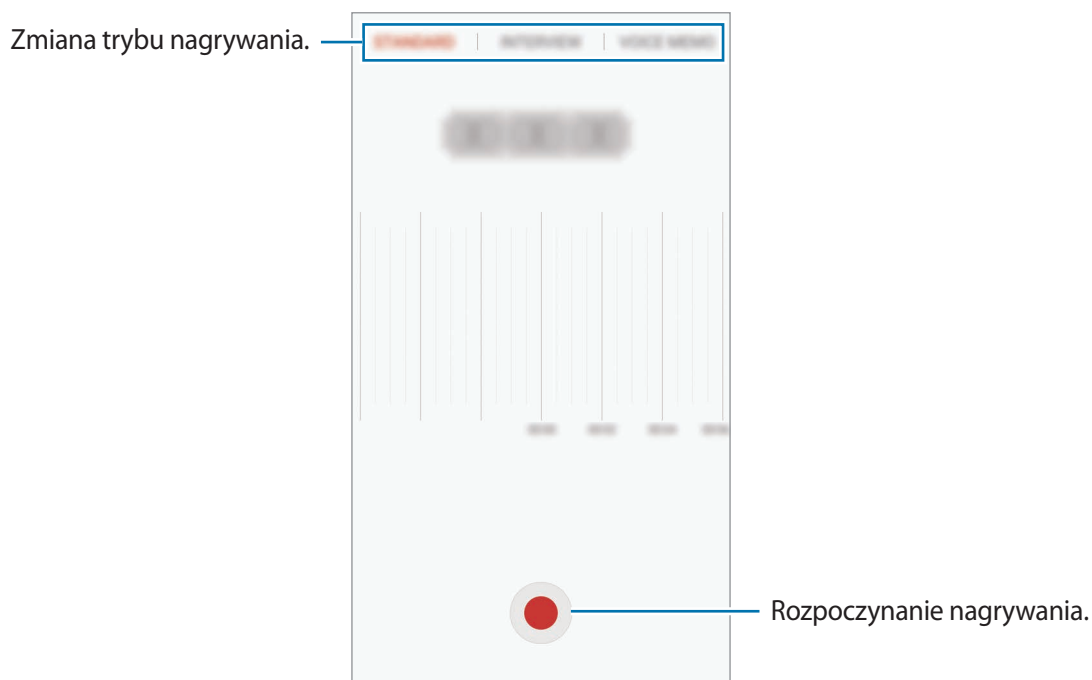 Zmiana trybu nagrywania.
STANDARD | INTERVIEW | VOICE MEMO
Rozpoczynanie nagrywania.